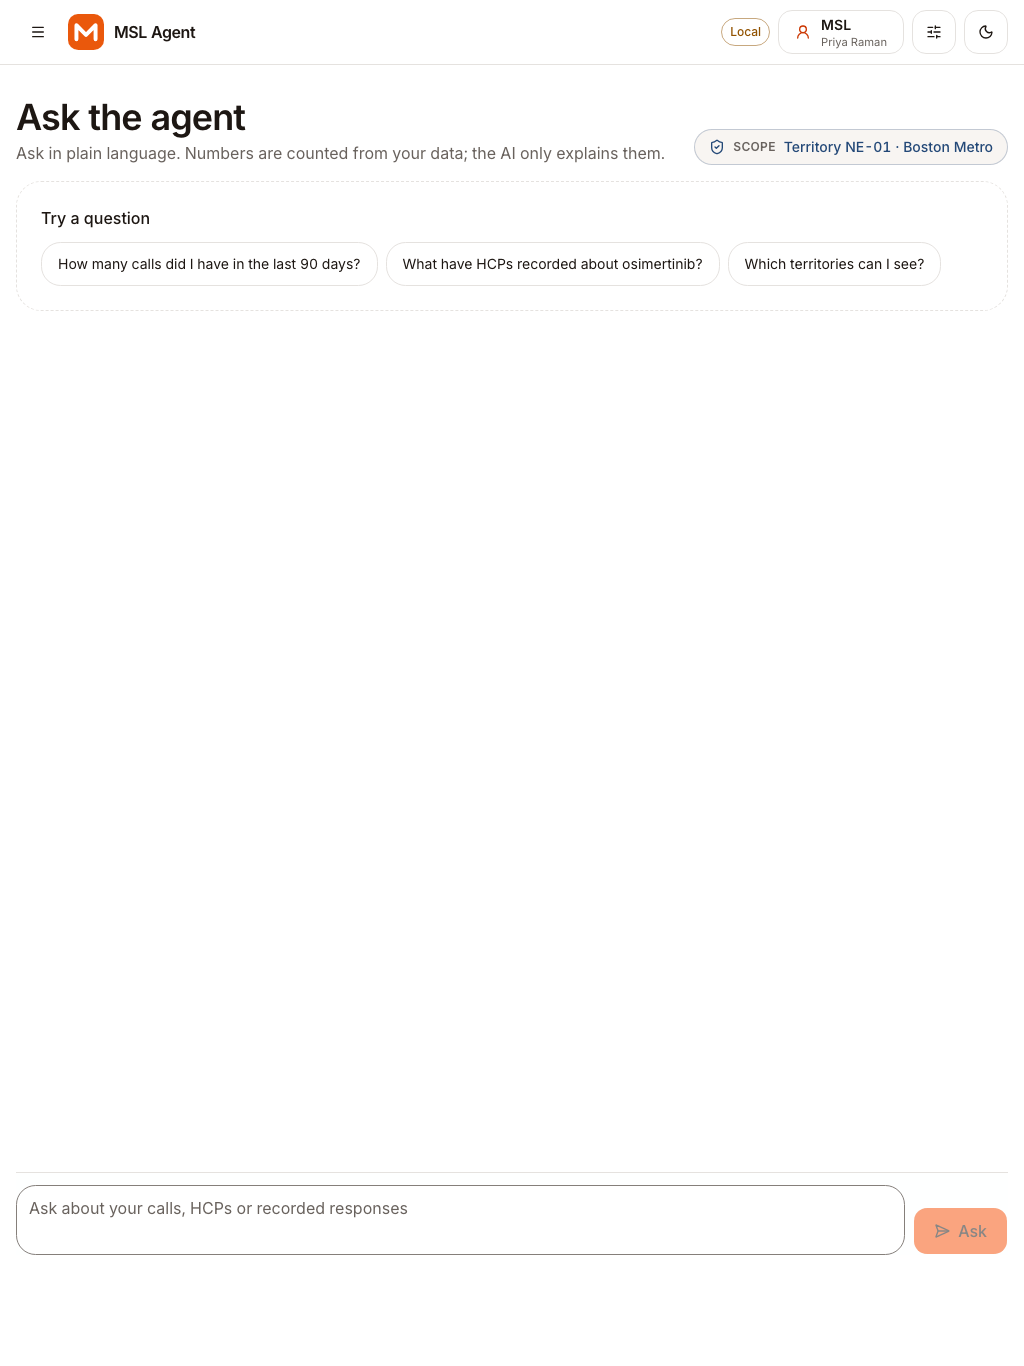 MSL Agent
Local
MSL
Priya Raman
Ask the agent
Ask in plain language. Numbers are counted from your data; the AI only explains them.
SCOPE Territory NE-01 · Boston Metro
Try a question
How many calls did I have in the last 90 days?
What have HCPs recorded about osimertinib?
Which territories can I see?
Ask about your calls, HCPs or recorded responses
Ask